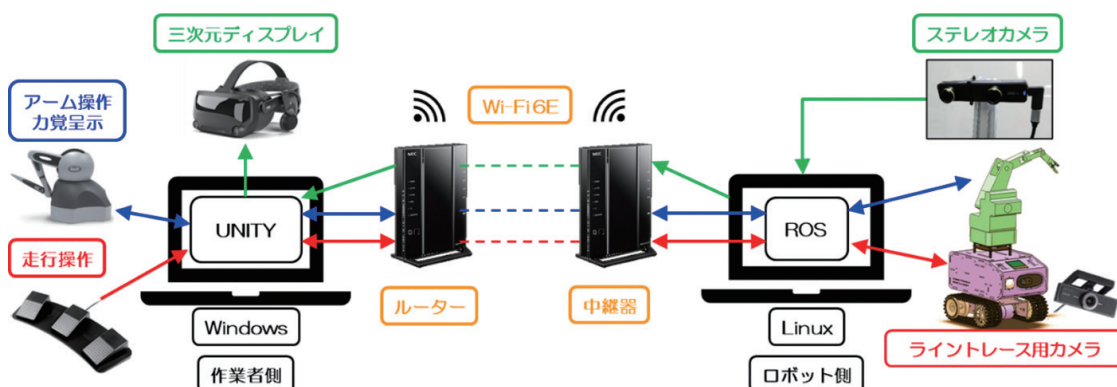 三次元ディスプレイ
ステレオカメラ
アーム操作
力覚呈示
Wi-Fi6E
NEC
NEC
UNITY
ROS
走行操作
ルーター
中継器
Windows
Linux
ライントレース用カメラ
作業者側
ロボット側